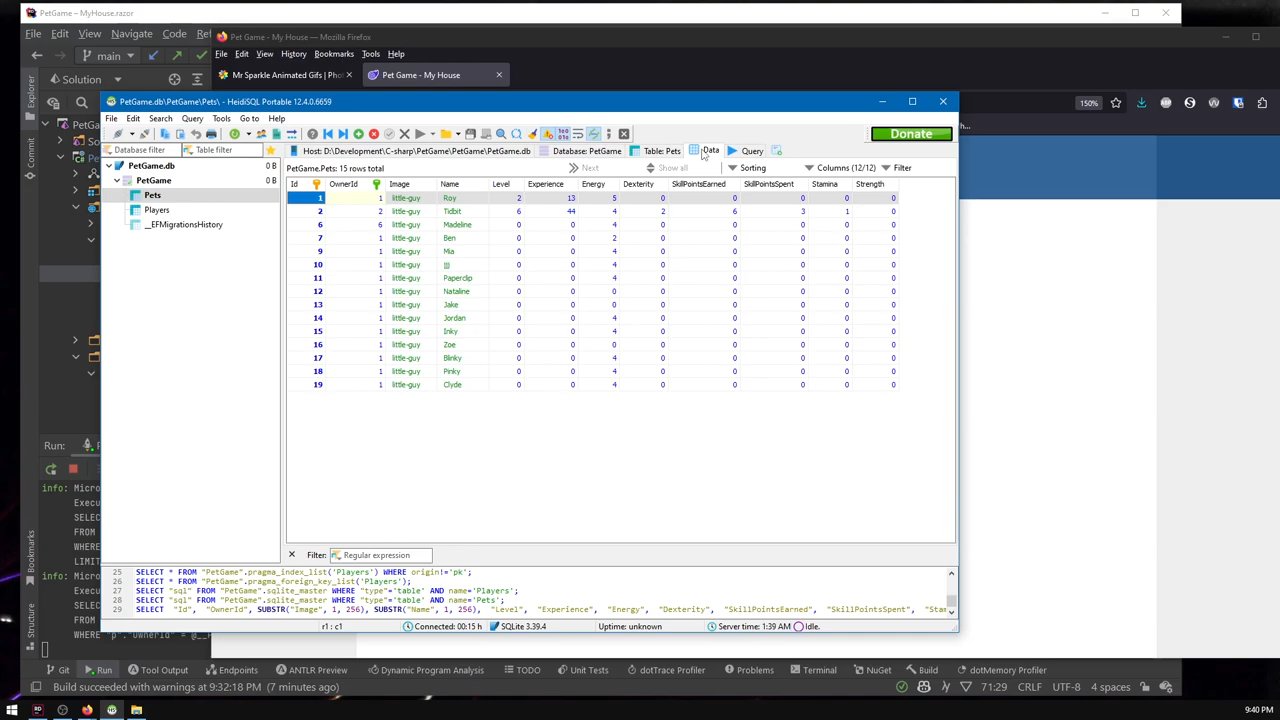 PetGame – MyHouse.razor
File Edit View Navigate Code
Pet Game - My House — Mozilla Firefox
main
File Edit View History Bookmarks Tools Help
Solution
Mr Sparkle Animated Gifs | Pho
Pet Game - My House
Explorer
150%
PetGame.db\PetGame\Pets\ - HeidiSQL Portable 12.4.0.6659
File Edit Search Query Tools Go to Help
Donate
Database filter Table filter
Host: D:\Development\C-sharp\PetGame\PetGame\PetGame.db Database: PetGame Table: Pets Data Query
PetGame.db
PetGame.Pets: 15 rows total Next Show all Sorting Columns (12/12) Filter
PetGame
Pets
Players
__EFMigrationsHistory
Id OwnerId Image Name Level Experience Energy Dexterity SkillPointsEarned SkillPointsSpent Stamina Strength
1 1 little-guy Roy 2 13 5 0 0 0 0 0
2 2 little-guy Tidbit 6 44 4 2 6 3 1 0
6 6 little-guy Madeline 0 0 4 0 0 0 0 0
7 1 little-guy Ben 0 0 2 0 0 0 0 0
9 1 little-guy Mia 0 0 4 0 0 0 0 0
10 1 little-guy 0 0 4 0 0 0 0 0
11 1 little-guy Paperclip 0 0 4 0 0 0 0 0
12 1 little-guy Nataline 0 0 0 0 0 0 0 0
13 1 little-guy Jake 0 0 0 0 0 0 0 0
14 1 little-guy Jordan 0 0 4 0 0 0 0 0
15 1 little-guy Inky 0 0 4 0 0 0 0 0
16 1 little-guy Zoe 0 0 0 0 0 0 0 0
17 1 little-guy Blinky 0 0 4 0 0 0 0 0
18 1 little-guy Pinky 0 0 4 0 0 0 0 0
19 1 little-guy Clyde 0 0 4 0 0 0 0 0
Commit
Run:
info: Micro
Execu
SELEC
FROM
WHERE
LIMIT
info: Micro
Execu
SELEC
FROM
WHERE "p"."OwnerId" = @__
Bookmarks
Structure
Filter: Regular expression
25 SELECT * FROM "PetGame".pragma_index_list('Players') WHERE origin!='pk';
26 SELECT * FROM "PetGame".pragma_foreign_key_list('Players');
27 SELECT "sql" FROM "PetGame".sqlite_master WHERE "type"='table' AND name='Players';
28 SELECT "sql" FROM "PetGame".sqlite_master WHERE "type"='table' AND name='Pets';
29 SELECT "Id", "OwnerId", SUBSTR("Image", 1, 256), SUBSTR("Name", 1, 256), "Level", "Experience", "Energy", "Dexterity", "SkillPointsEarned", "SkillPointsSpent", "Stam
r1 : c1 Connected: 00:15 h SQLite 3.39.4 Uptime: unknown Server time: 1:39 AM Idle.
Git Run Tool Output Endpoints ANTLR Preview Dynamic Program Analysis TODO Unit Tests dotTrace Profiler Problems Terminal NuGet Build dotMemory Profiler
Build succeeded with warnings at 9:32:18 PM (7 minutes ago) 71:29 CRLF UTF-8 4 spaces
9:40 PM